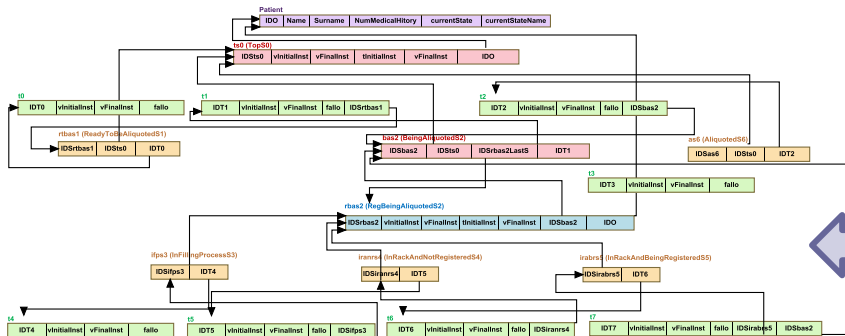 Patient
IDO Name Surname NumMedicalHitory currentState currentStateName
ts0 (TopS0)
IDSts0 vInitialInst vFinalInst tInitialInst vFinalInst IDO
t0
IDT0 vInitialInst vFinalInst fallo
t1
IDT1 vInitialInst vFinalInst fallo IDSrtbas1
t2
IDT2 vInitialInst vFinalInst fallo IDSbas2
rtbas1 (ReadyToBeAliquotedS1)
IDSrtbas1 IDSts0 IDT0
bas2 (BeingAliquotedS2)
IDSbas2 IDSts0 IDSrbas2LastS IDT1
as6 (AliquotedS6)
IDSas6 IDSts0 IDT2
t3
IDT3 vInitialInst vFinalInst fallo
rbas2 (RegBeingAliquotedS2)
IDSrbas2 vInitialInst vFinalInst tInitialInst vFinalInst IDSbas2 IDO
ifps3 (InFillingProcessS3)
IDSifps3 IDT4
iranrs4 (InRackAndNotRegisteredS4)
IDSiranrs4 IDT5
irabrs5 (InRackAndBeingRegisteredS5)
IDSirabrs5 IDT6
t4
IDT4 vInitialInst vFinalInst fallo
t5
IDT5 vInitialInst vFinalInst fallo IDSifps3
t6
IDT6 vInitialInst vFinalInst fallo IDSiranrs4
t7
IDT7 vInitialInst vFinalInst fallo IDSirabrs5 IDSbas2